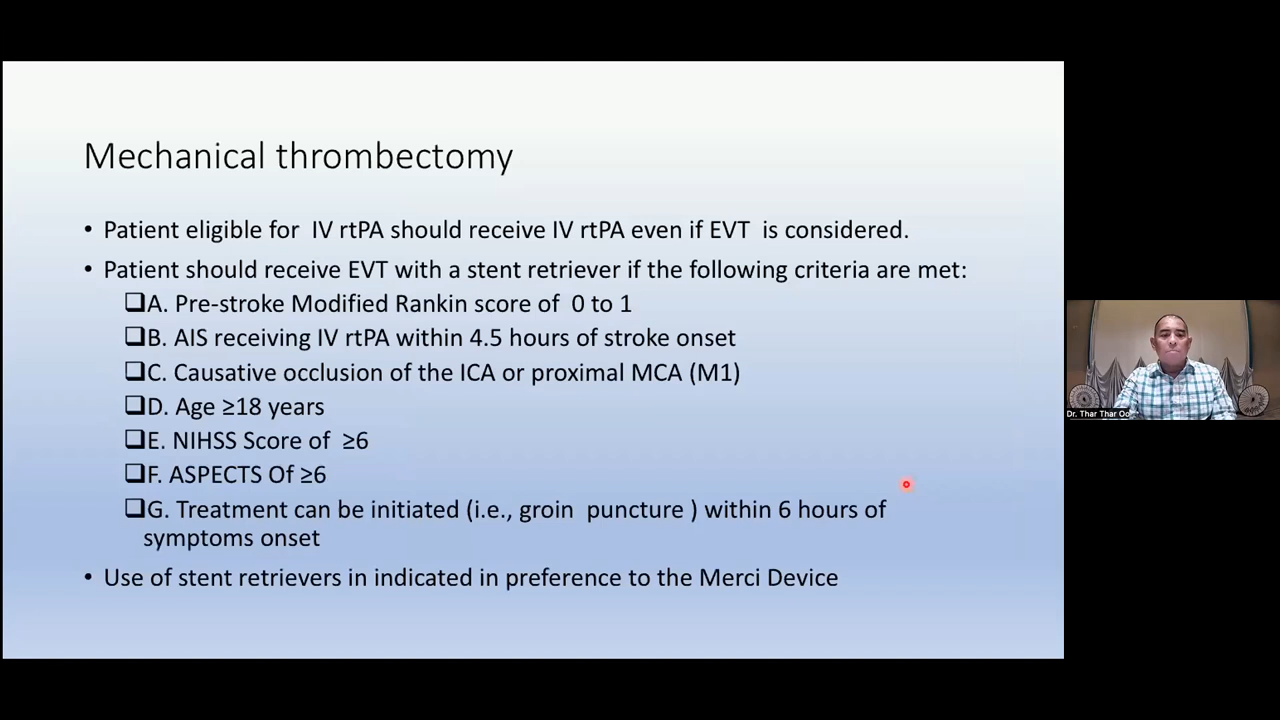 Mechanical thrombectomy
• Patient eligible for IV rtPA should receive IV rtPA even if EVT is considered.
• Patient should receive EVT with a stent retriever if the following criteria are met:
❑A. Pre-stroke Modified Rankin score of 0 to 1
❑B. AIS receiving IV rtPA within 4.5 hours of stroke onset
❑C. Causative occlusion of the ICA or proximal MCA (M1)
❑D. Age ≥18 years
❑E. NIHSS Score of ≥6
❑F. ASPECTS Of ≥6
❑G. Treatment can be initiated (i.e., groin puncture ) within 6 hours of
symptoms onset
• Use of stent retrievers in indicated in preference to the Merci Device
Dr. Thar Thar Oo